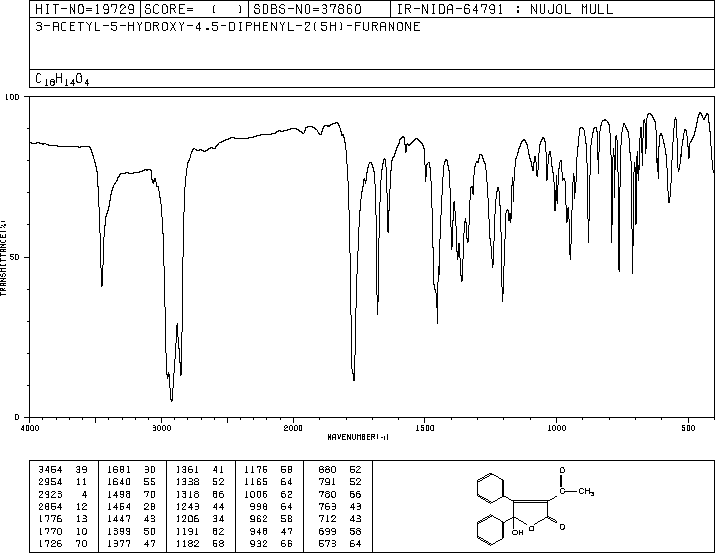 HIT-NO=19729 SCORE= ( ) SDBS-NO=37860 IR-NIDA-64791 : NUJOL MULL
3-ACETYL-5-HYDROXY-4,5-DIPHENYL-2(5H)-FURANONE
C18H14O4
100
50
0
TRANSMITTANCE(%)
4000 3000 2000 1500 1000 500
WAVENUMBER(-1)
3464 39 1681 30 1361 41 1176 58 880 52
2954 11 1640 55 1338 52 1165 64 791 52
2923 4 1498 70 1318 86 1006 62 780 56
2854 12 1464 28 1243 44 998 64 763 43
1776 13 1447 43 1206 34 962 58 712 43
1770 10 1399 50 1191 82 948 47 699 58
1726 70 1377 47 1182 68 932 66 573 64
O
C CH3
OH O O